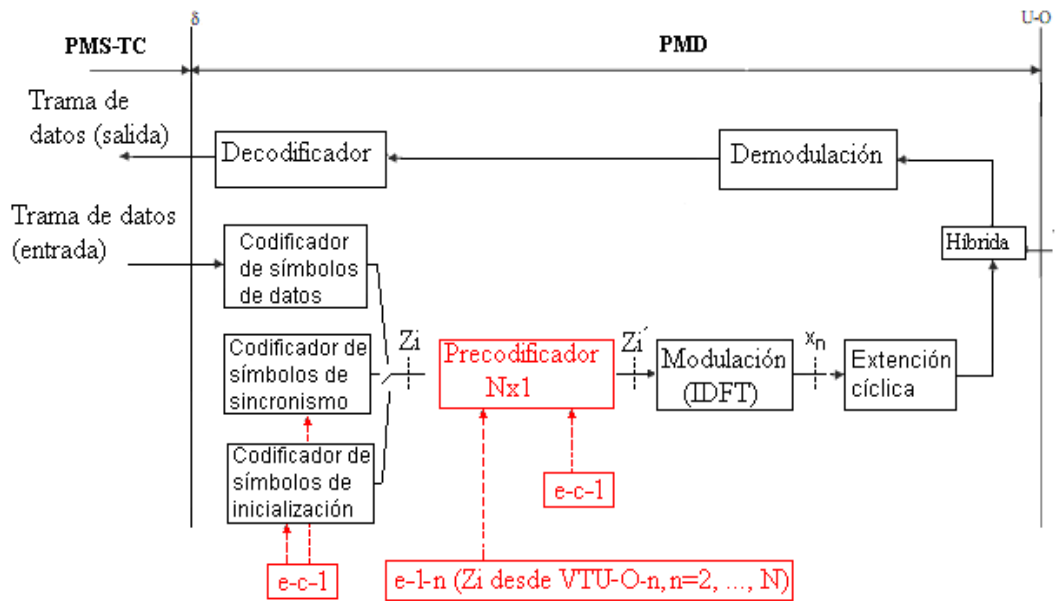 δ
U-O
PMS-TC
PMD
Trama de
datos (salida)
Decodificador
Demodulación
Trama de datos
(entrada)
Codificador
de símbolos
de datos
Híbrida
Codificador de
símbolos de
sincronismo
Zi
Precodificador
Nx1
Zi´
Modulación
(IDFT)
xn
Extención
cíclica
Codificador de
símbolos de
inicialización
e-c-1
e-c-1
e-1-n (Zi desde VTU-O-n, n=2, ..., N)